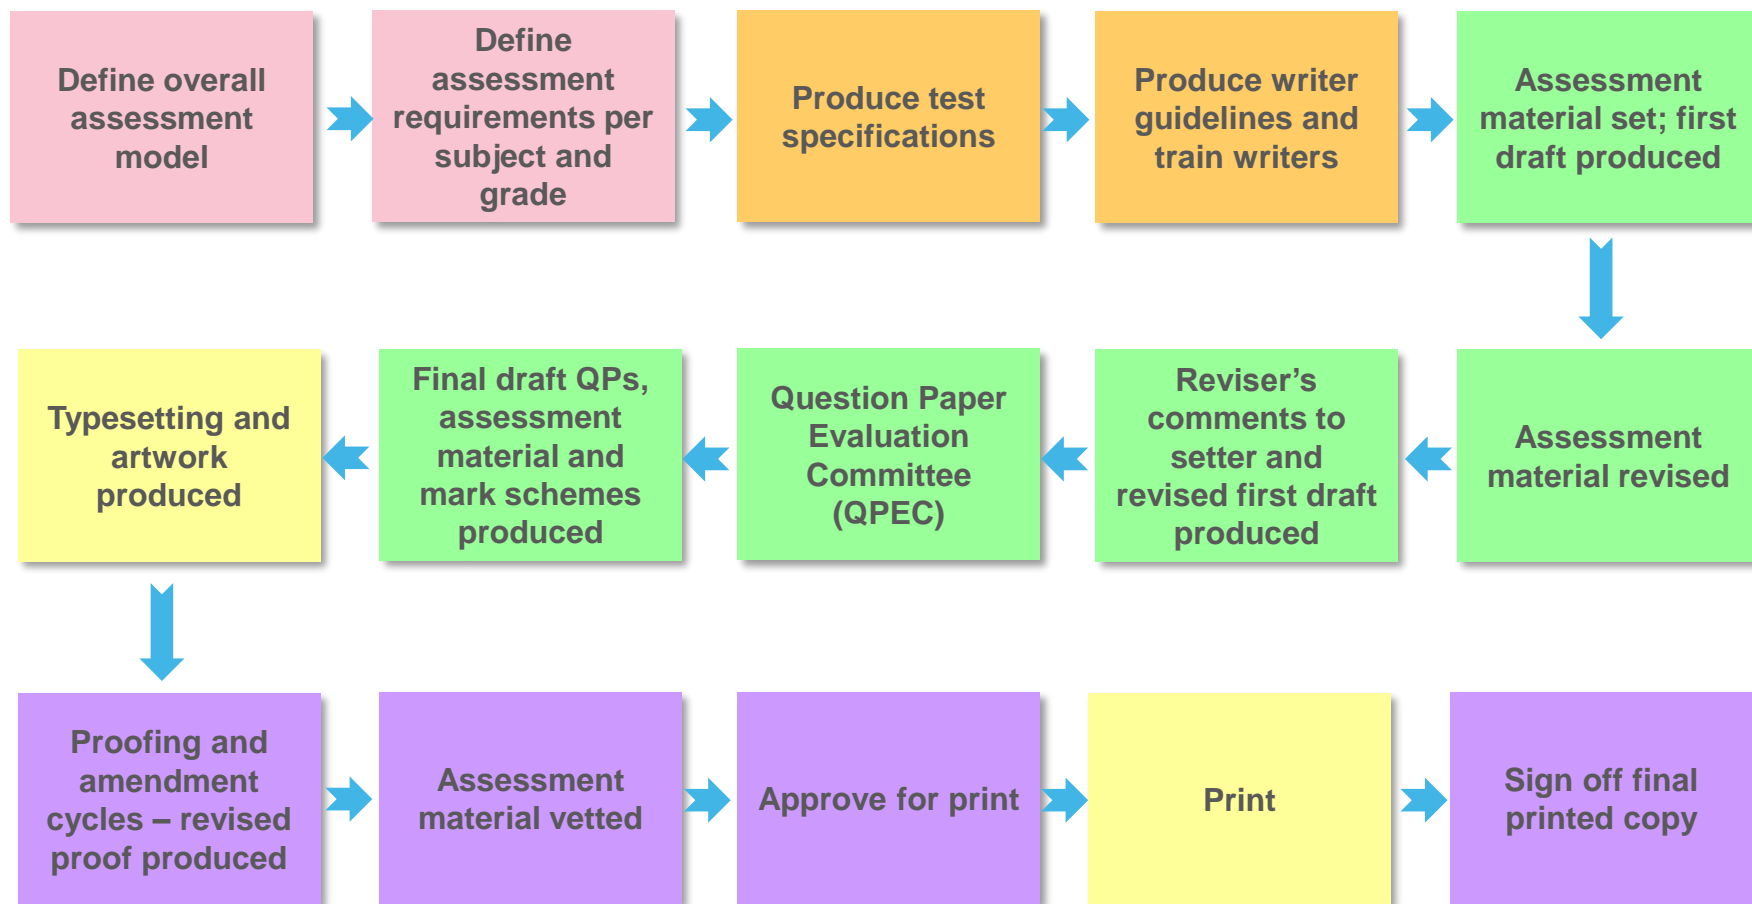 Define overall
assessment
model
Define
assessment
requirements per
subject and
grade
Produce test
specifications
Produce writer
guidelines and
train writers
Assessment
material set; first
draft produced
Assessment
material revised
Reviser’s
comments to
setter and
revised first draft
produced
Question Paper
Evaluation
Committee
(QPEC)
Final draft QPs,
assessment
material and
mark schemes
produced
Typesetting and
artwork
produced
Proofing and
amendment
cycles – revised
proof produced
Assessment
material vetted
Approve for print
Print
Sign off final
printed copy